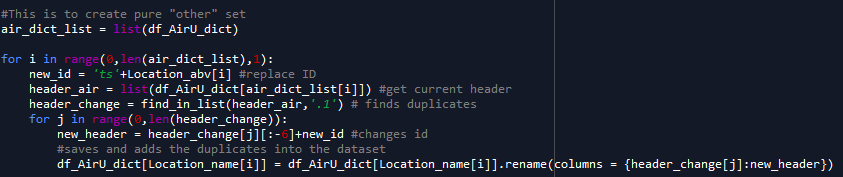 #This is to create pure "other" set
air_dict_list = list(df_AirU_dict)
for i in range(0,len(air_dict_list),1):
    new_id = 'ts'+Location_abv[i] #replace ID
    header_air = list(df_AirU_dict[air_dict_list[i]]) #get current header
    header_change = find_in_list(header_air,'.1') # finds duplicates
    for j in range(0,len(header_change)):
        new_header = header_change[j][:-6]+new_id #changes id
        #saves and adds the duplicates into the dataset
        df_AirU_dict[Location_name[i]] = df_AirU_dict[Location_name[i]].rename(columns = {header_change[j]:new_header})